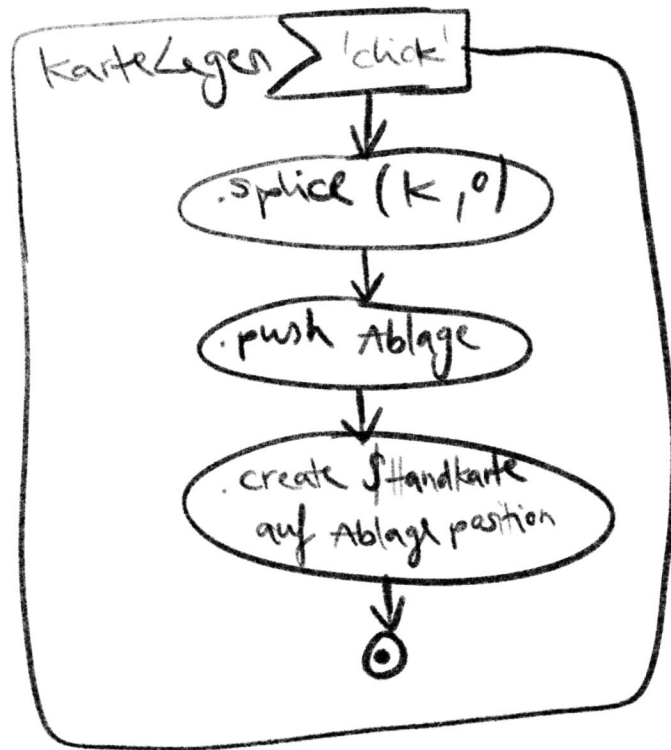 karteLegen 'click'
.splice (k,0)
.push Ablage
.create $Handkarte
auf Ablage position